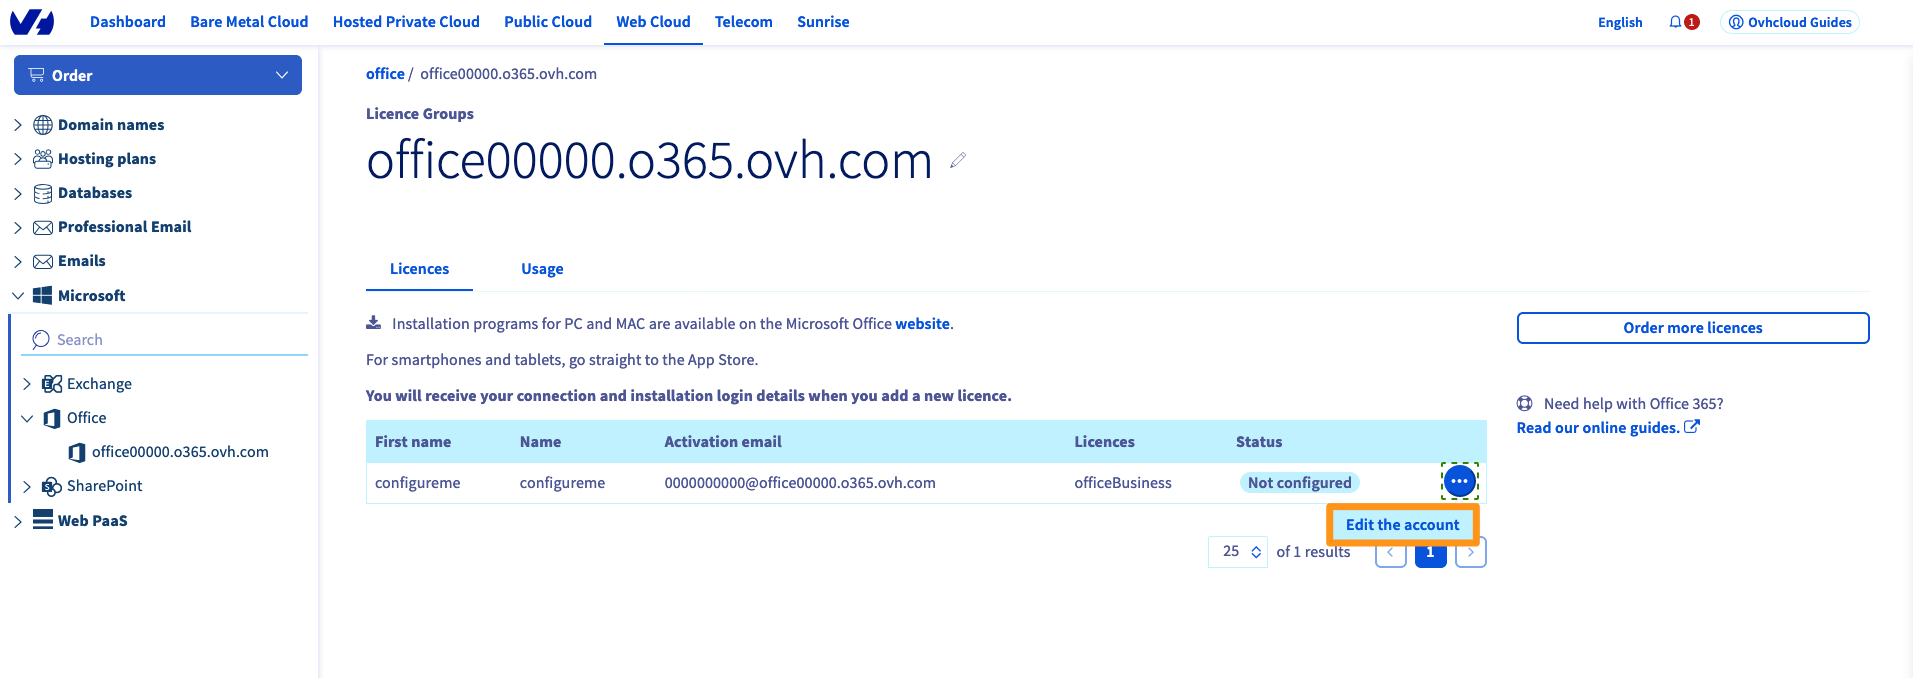 Dashboard Bare Metal Cloud Hosted Private Cloud Public Cloud Web Cloud Telecom Sunrise English 1 Ovhcloud Guides
Order
Domain names
Hosting plans
Databases
Professional Email
Emails
Microsoft
Search
Exchange
Office
office00000.o365.ovh.com
SharePoint
Web PaaS
office / office00000.o365.ovh.com
Licence Groups
office00000.o365.ovh.com
Licences Usage
Installation programs for PC and MAC are available on the Microsoft Office website.
For smartphones and tablets, go straight to the App Store.
You will receive your connection and installation login details when you add a new licence.
First name Name Activation email Licences Status
configureme configureme 0000000000@office00000.o365.ovh.com officeBusiness Not configured
Edit the account
25 of 1 results 1
Order more licences
Need help with Office 365?
Read our online guides.